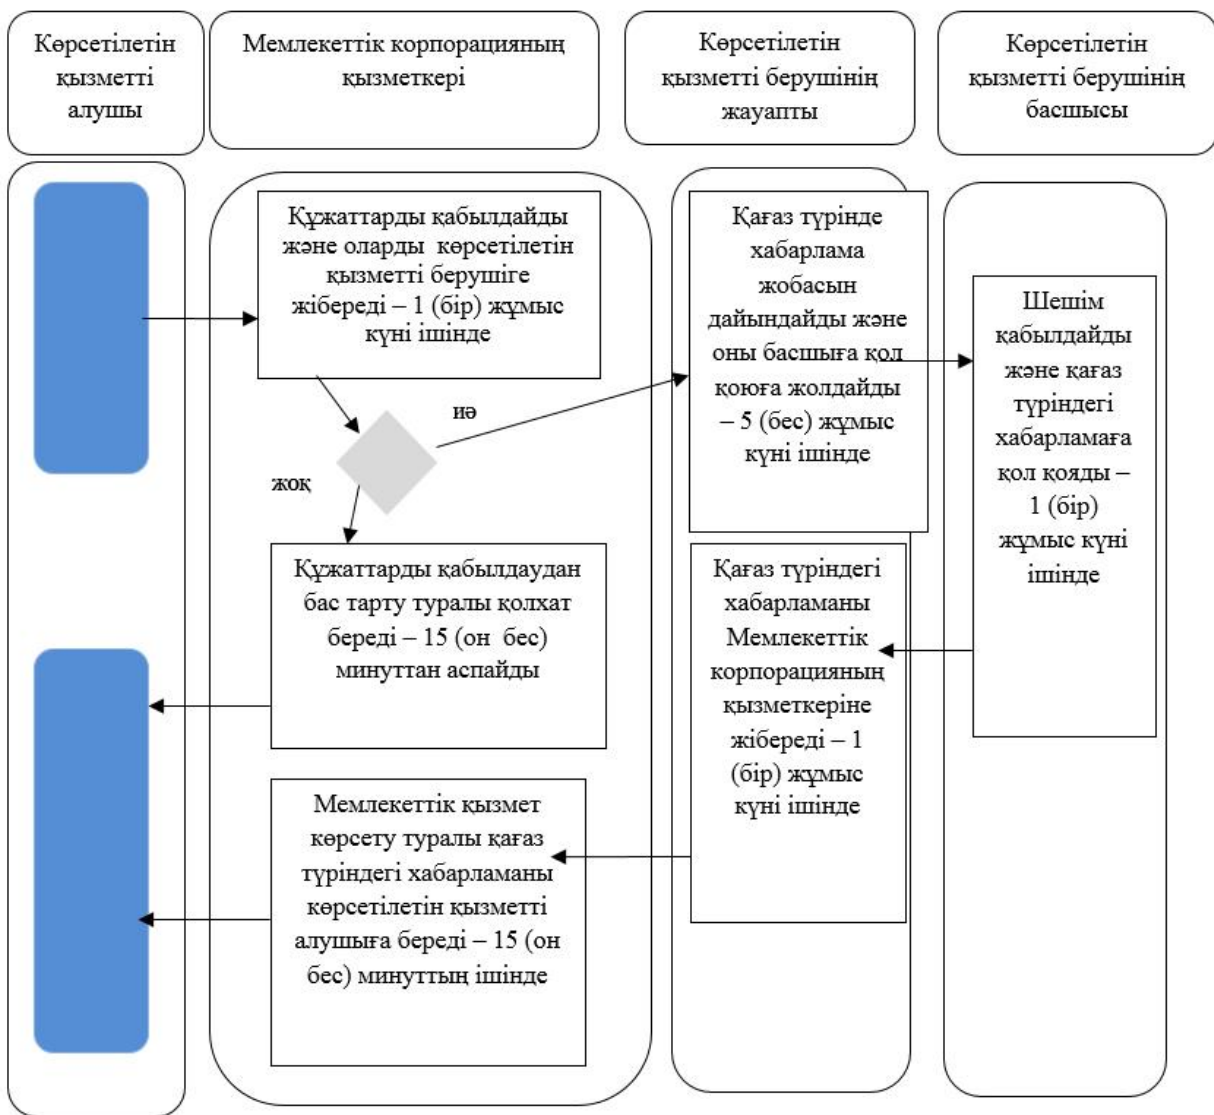 Көрсетілетін
қызметті
алушы
Мемлекеттік корпорацияның
қызметкері
Көрсетілетін
қызметті берушінің
жауапты
Көрсетілетін
қызметті берушінің
басшысы
Құжаттарды қабылдайды
және оларды көрсетілетін
қызметті берушіге
жібереді – 1 (бір) жұмыс
күні ішінде
иә
жоқ
Қағаз түрінде
хабарлама
жобасын
дайындайды және
оны басшыға қол
қоюға жолдайды
– 5 (бес) жұмыс
күні ішінде
Шешім
қабылдайды
және қағаз
түріндегі
хабарламаға
қол қояды –
1 (бір)
жұмыс күні
ішінде
Құжаттарды қабылдаудан
бас тарту туралы қолхат
береді – 15 (он бес)
минуттан аспайды
Қағаз түріндегі
хабарламаны
Мемлекеттік
корпорацияның
қызметкеріне
жібереді – 1
(бір) жұмыс
күні ішінде
Мемлекеттік қызмет
көрсету туралы қағаз
түріндегі хабарламаны
көрсетілетін қызметті
алушыға береді – 15 (он
бес) минуттың ішінде